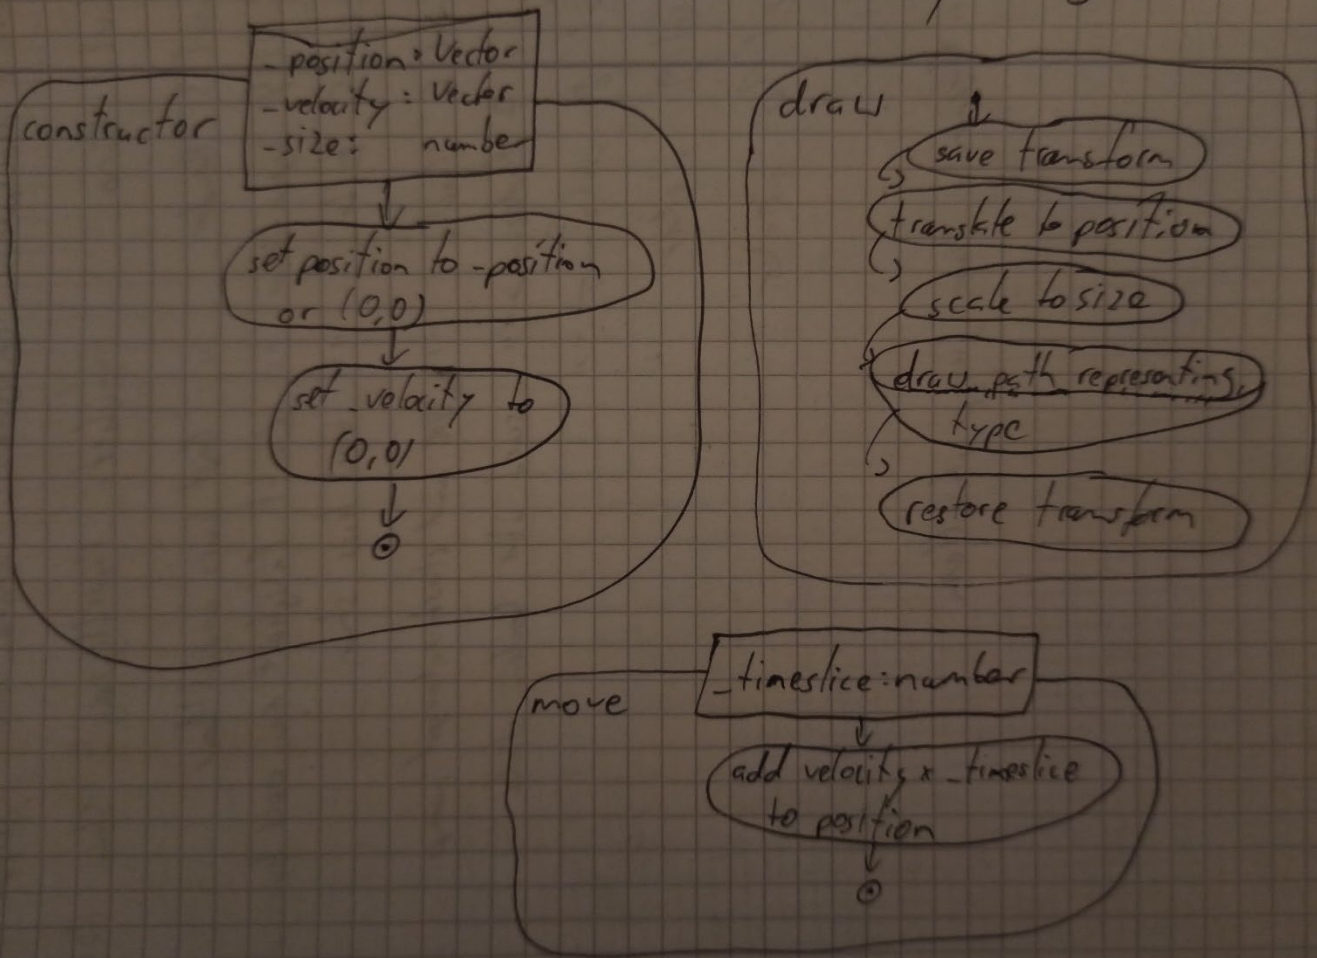 constructor
_position: Vector
_velocity: Vector
_size: number
set position to _position
or (0,0)
set _velocity to
(0,0)
draw
save transform
translate to position
scale to size
draw path representing
type
restore transform
move
_timeslice: number
add velocity x _timeslice
to position